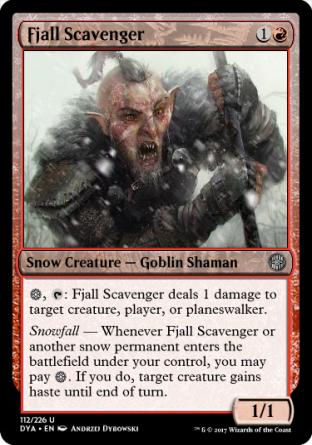 Fjall Scavenger 1
Snow Creature — Goblin Shaman
, : Fjall Scavenger deals 1 damage to
target creature, player, or planeswalker.
Snowfall — Whenever Fjall Scavenger or
another snow permanent enters the
battlefield under your control, you may
pay . If you do, target creature gains
haste until end of turn.
1/1
112/226 U
DYA • EN Andrzej Dybowski
™ & © 2017 Wizards of the Coast